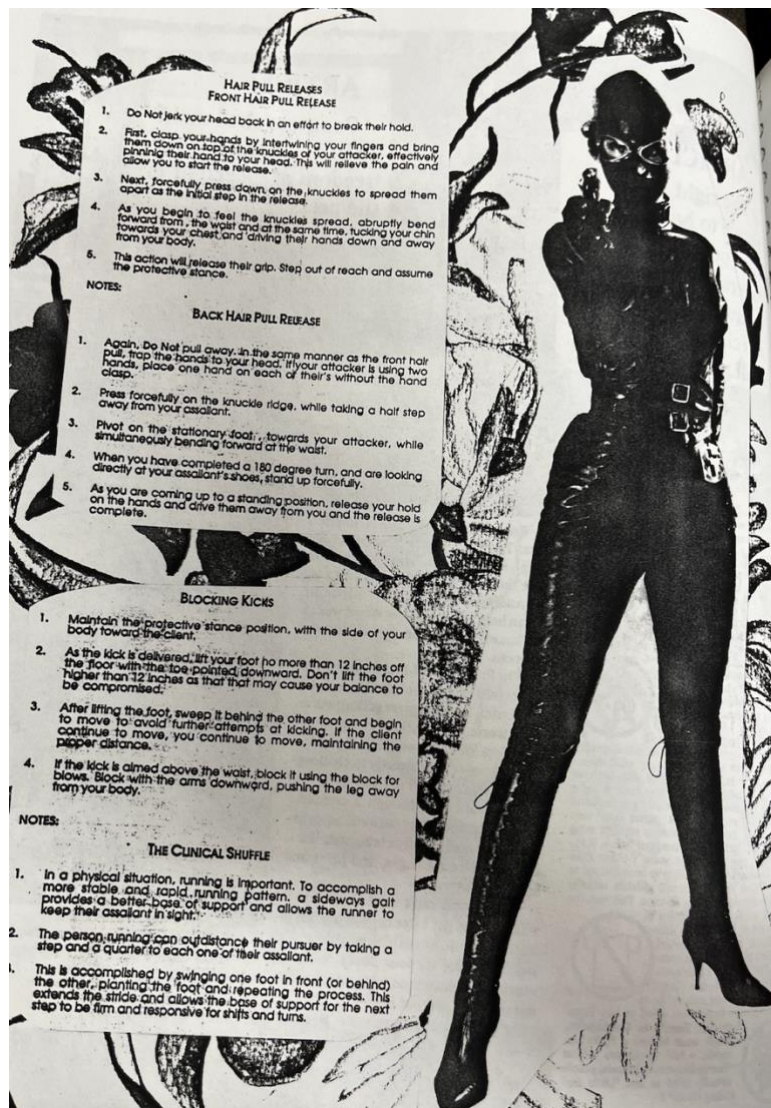 HAIR PULL RELEASES
FRONT HAIR PULL RELEASE
1. Do Not jerk your head back in an effort to break their hold.
2. First, clasp your hands by intertwining your fingers and bring
them down on top of the knuckles of your attacker, effectively
pinning their hand to your head. This will relieve the pain and
allow you to start the release.
3. Next, forcefully press down on the knuckles to spread them
apart as the initial step in the release.
4. As you begin to feel the knuckles spread, abruptly bend
forward from, the waist and at the same time, tucking your chin
towards your chest and driving their hands down and away
from your body.
5. This action will release their grip. Step out of reach and assume
the protective stance.
NOTES:
BACK HAIR PULL RELEASE
1. Again, Do Not pull away. In the same manner as the front hair
pull, trap the hands to your head. If your attacker is using two
hands, place one hand on each of their's without the hand
clasp.
2. Press forcefully on the knuckle ridge, while taking a half step
away from your assailant.
3. Pivot on the stationary foot, towards your attacker, while
simultaneously bending forward at the waist.
4. When you have completed a 180 degree turn, and are looking
directly at your assailant's shoes, stand up forcefully.
5. As you are coming up to a standing position, release your hold
on the hands and drive them away from you and the release is
complete.
BLOCKING KICKS
1. Maintain the protective stance position, with the side of your
body toward the client.
2. As the kick is delivered, lift your foot no more than 12 inches off
the floor with the toe pointed downward. Don't lift the foot
higher than 12 inches as that that may cause your balance to
be compromised.
3. After lifting the foot, sweep it behind the other foot and begin
to move to avoid further attempts at kicking. If the client
continue to move, you continue to move, maintaining the
proper distance.
4. If the kick is aimed above the waist, block it using the block for
blows. Block with the arms downward, pushing the leg away
from your body.
NOTES:
THE CLINICAL SHUFFLE
1. In a physical situation, running is important. To accomplish a
more stable and rapid running pattern, a sideways gait
provides a better base of support and allows the runner to
keep their assailant in sight.
2. The person running can outdistance their pursuer by taking a
step and a quarter to each one of their assailant.
This is accomplished by swinging one foot in front (or behind)
the other, planting the foot and repeating the process. This
extends the stride and allows the base of support for the next
step to be firm and responsive for shifts and turns.